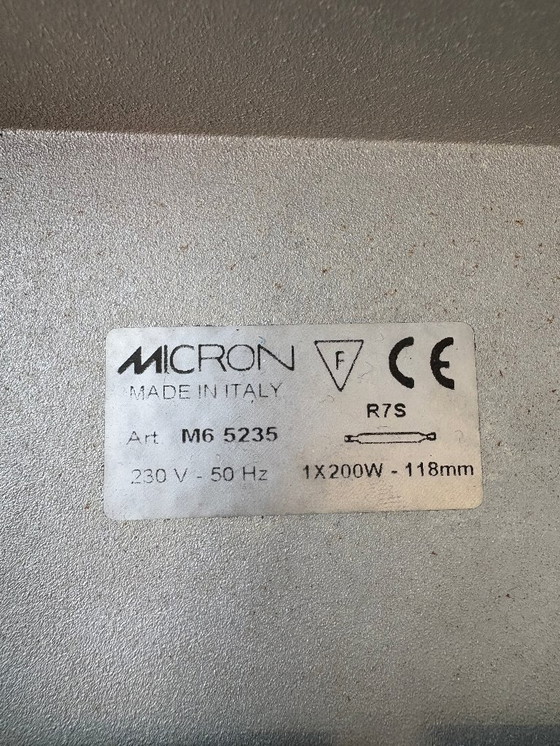 MICRON F CE
MADE IN ITALY
R7S
Art. M6 5235
230 V - 50 Hz 1X200W - 118mm